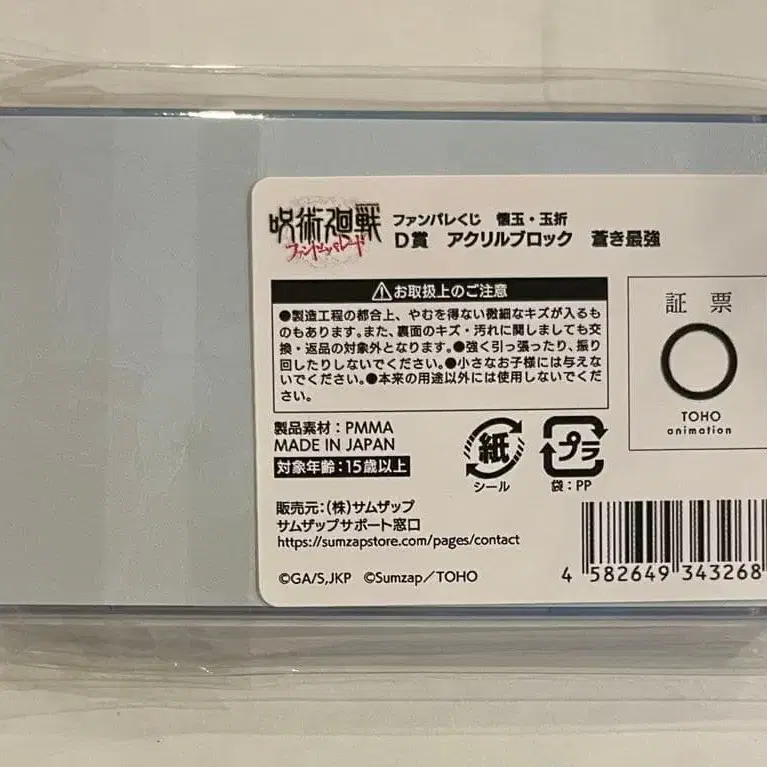 呪術廻戦
ファントムパレード
ファンパレくじ 懐玉・玉折
D賞 アクリルブロック 蒼き最強
お取扱上のご注意
●製造工程の都合上、やむを得ない微細なキズが入るも
のもあります。また、裏面のキズ・汚れに関しましても交
換・返品の対象外となります。●強く引っ張ったり、振り
回したりしないでください。●小さなお子様には与えな
いでください。●本来の用途以外には使用しないでくだ
さい。
製品素材：PMMA
MADE IN JAPAN
対象年齢：15歳以上
紙
シール
プラ
袋：PP
証票
TOHO
animation
販売元：(株)サムザップ
サムザップサポート窓口
https://sumzapstore.com/pages/contact
©GA/S,JKP ©Sumzap／TOHO
4 582649 343268